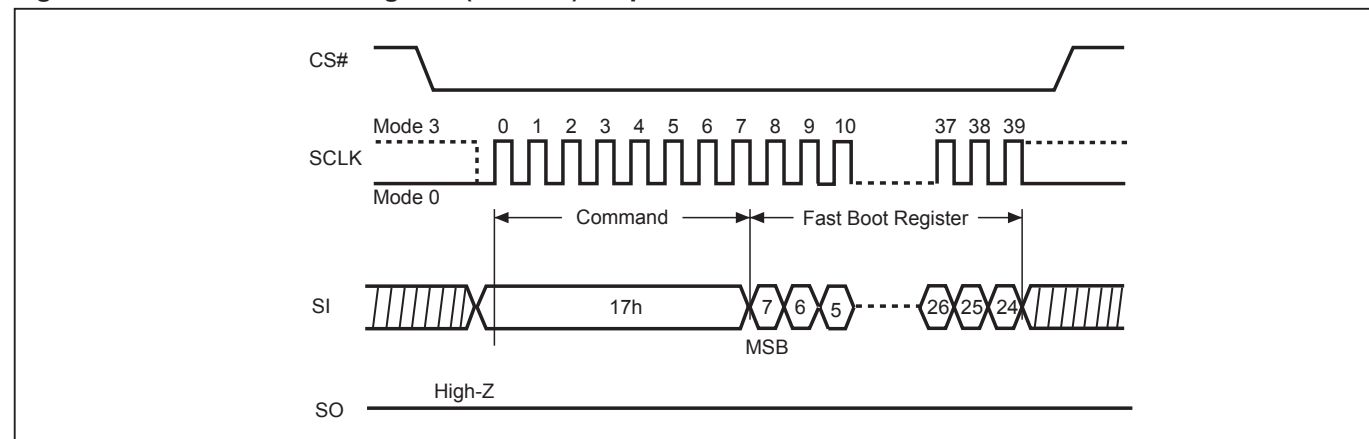 CS#
Mode 3 0 1 2 3 4 5 6 7 8 9 10 37 38 39
SCLK
Mode 0
Command Fast Boot Register
SI 17h 7 6 5 26 25 24
MSB
High-Z
SO